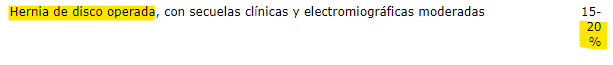 Hernia de disco operada, con secuelas clínicas y electromiográficas moderadas 15-
20
%